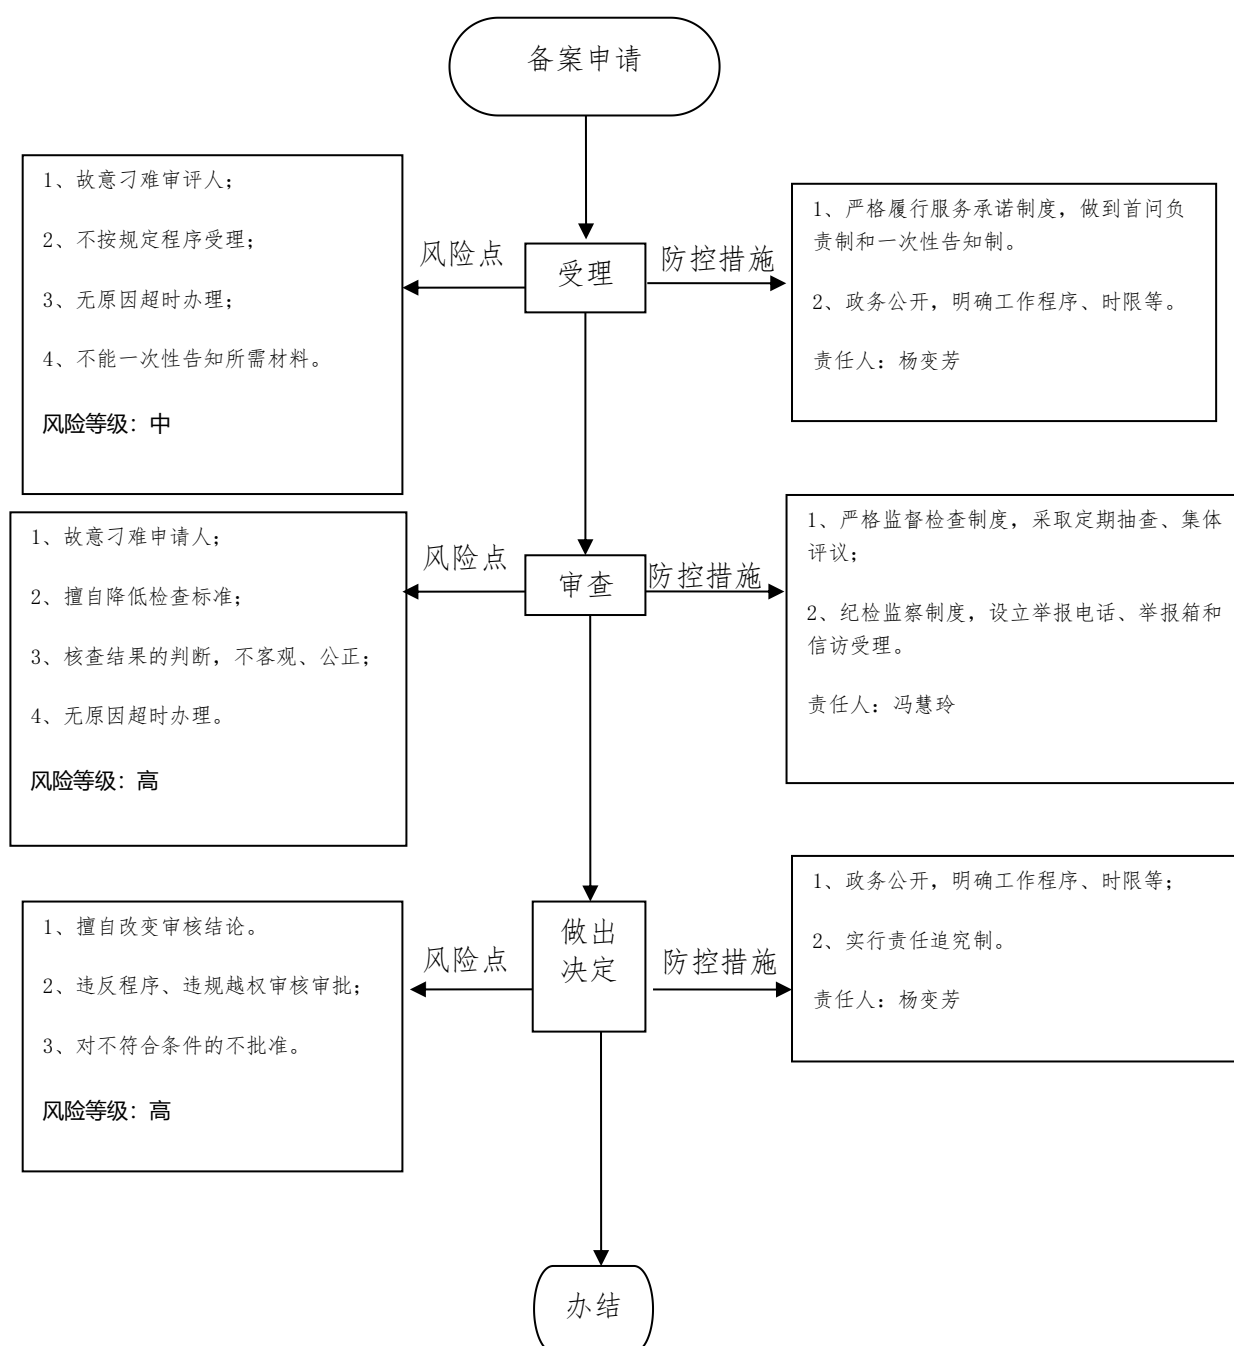 备案申请
1、故意刁难审评人；
2、不按规定程序受理；
3、无原因超时办理；
4、不能一次性告知所需材料。
风险等级：中
风险点
受理
防控措施
1、严格履行服务承诺制度，做到首问负
责制和一次性告知制。
2、政务公开，明确工作程序、时限等。
责任人：杨变芳
1、故意刁难申请人；
2、擅自降低检查标准；
3、核查结果的判断，不客观、公正；
4、无原因超时办理。
风险等级：高
风险点
审查
防控措施
1、严格监督检查制度，采取定期抽查、集体
评议；
2、纪检监察制度，设立举报电话、举报箱和
信访受理。
责任人：冯慧玲
1、擅自改变审核结论。
2、违反程序、违规越权审核审批；
3、对不符合条件的不批准。
风险等级：高
风险点
做出
决定
防控措施
1、政务公开，明确工作程序、时限等；
2、实行责任追究制。
责任人：杨变芳
办结